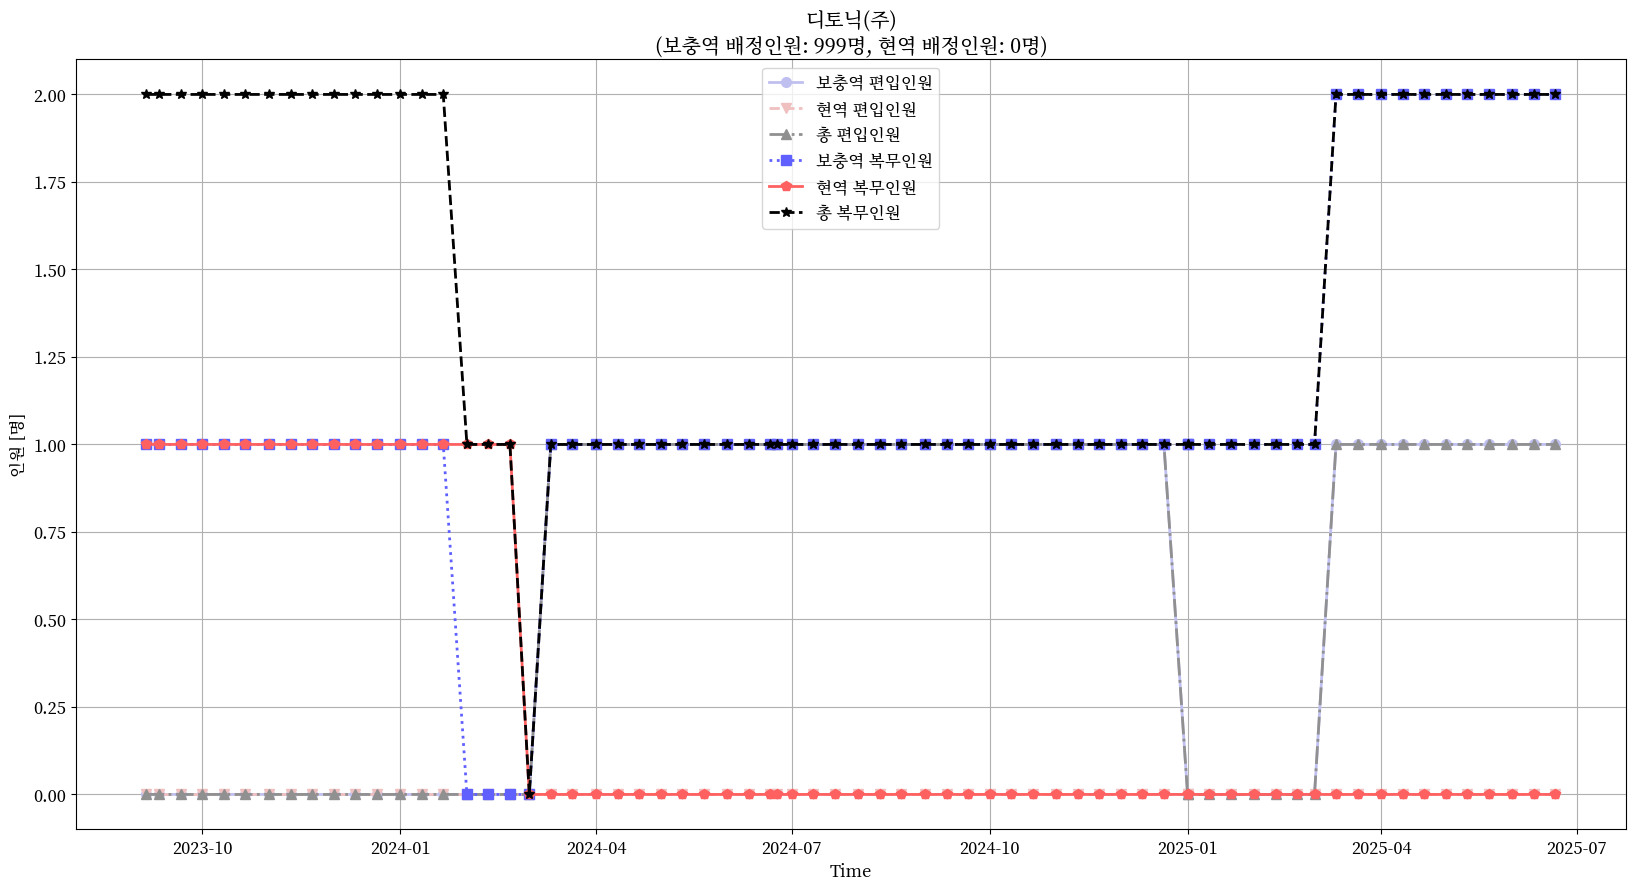 디토닉(주)
(보충역 배정인원: 999명, 현역 배정인원: 0명)
보충역 편입인원
현역 편입인원
총 편입인원
보충역 복무인원
현역 복무인원
총 복무인원
인원 [명]
2.00
1.75
1.50
1.25
1.00
0.75
0.50
0.25
0.00
2023-10
2024-01
2024-04
2024-07
2024-10
2025-01
2025-04
2025-07
Time